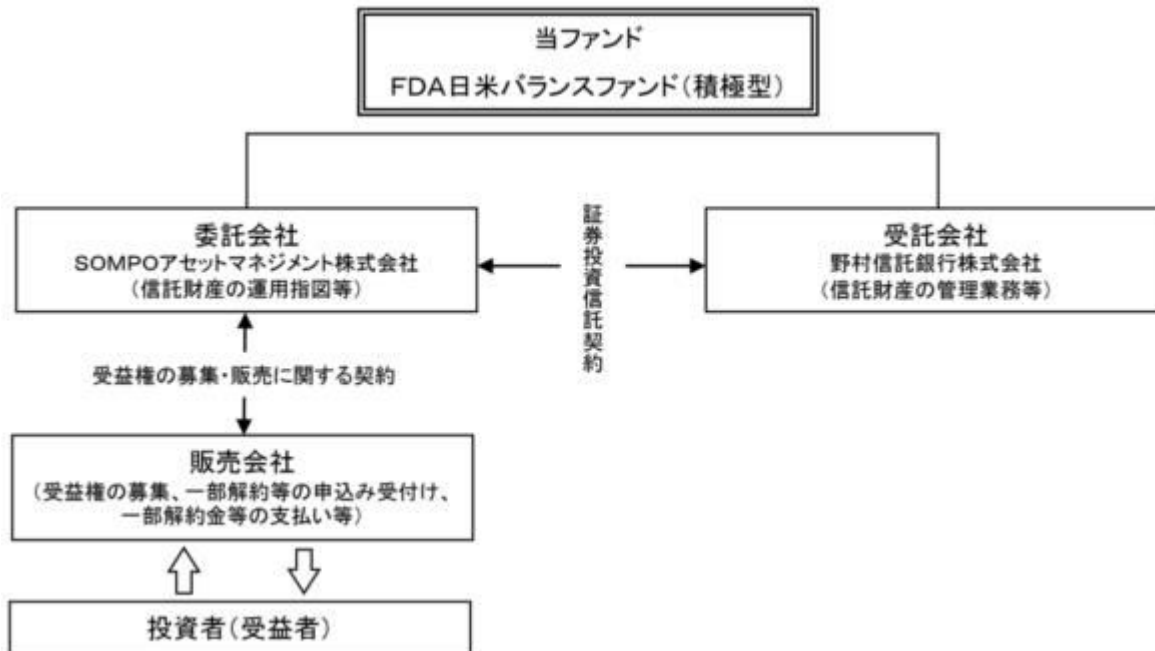 当ファンド
FDA日米バランスファンド(積極型)
委託会社
SOMPOアセットマネジメント株式会社
(信託財産の運用指図等)
証券投資信託契約
受託会社
野村信託銀行株式会社
(信託財産の管理業務等)
受益権の募集・販売に関する契約
販売会社
(受益権の募集、一部解約等の申込み受付け、
一部解約金等の支払い等)
投資者(受益者)